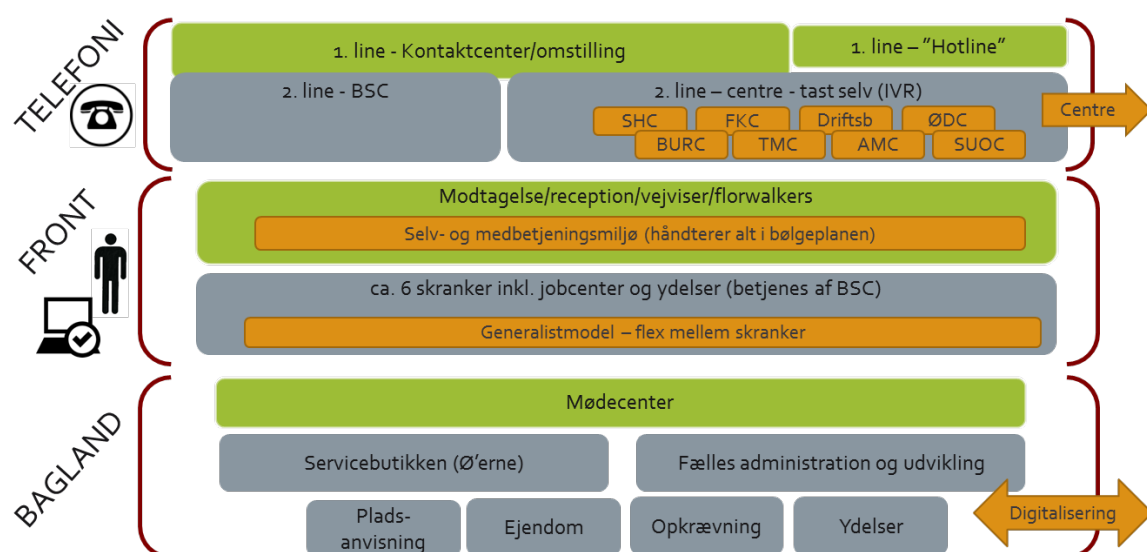 TELEFONI
1. line - Kontaktcenter/omstilling
1. line – "Hotline"
2. line - BSC
2. line – centre - tast selv (IVR)
SHC
FKC
Driftsb
ØDC
BURC
TMC
AMC
SUOC
Centre
FRONT
Modtagelse/reception/vejviser/florwalkers
Selv- og medbetjeningsmiljø (håndterer alt i bølgeplanen)
ca. 6 skranker inkl. jobcenter og ydelser (betjenes af BSC)
Generalistmodel – flex mellem skranker
BAGLAND
Mødecenter
Servicebutikken (Ø'erne)
Fælles administration og udvikling
Plads-
anvisning
Ejendom
Opkrævning
Ydelser
Digitalisering